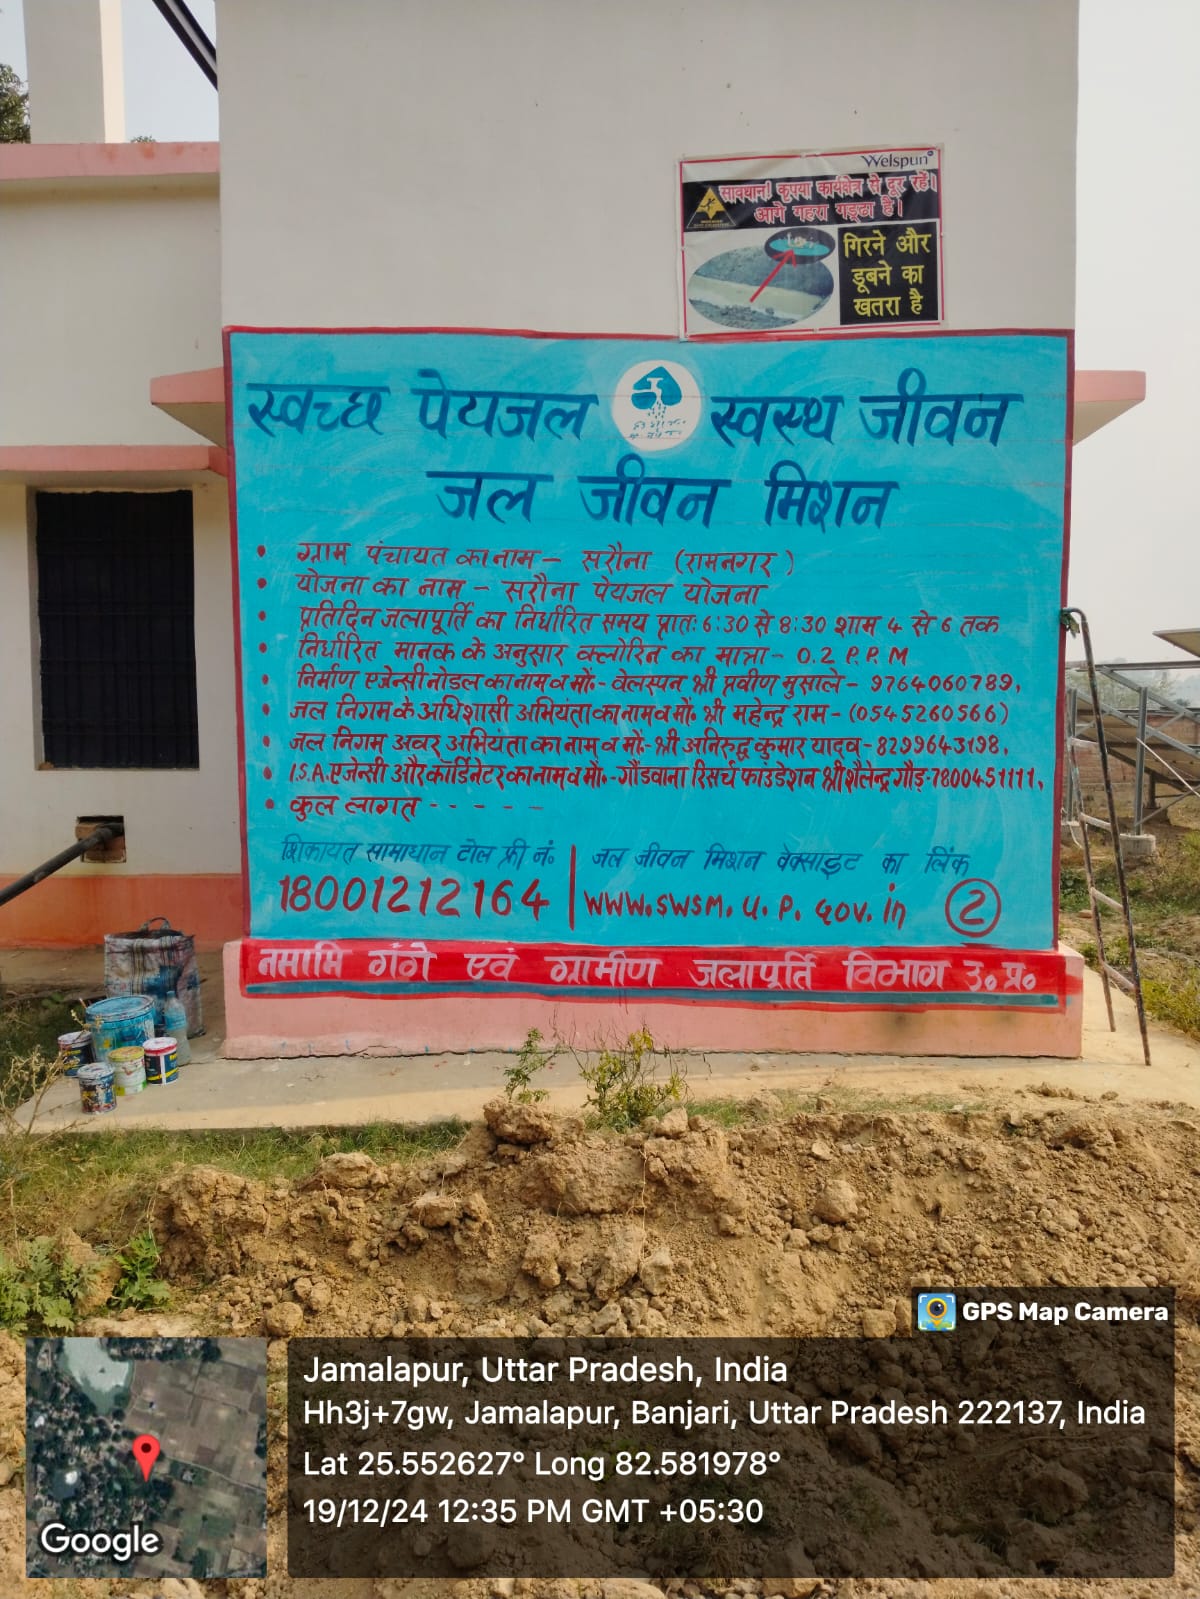 Welspun
सावधान! कृपया कार्यक्षेत्र से दूर रहें।
आगे गहरा गड्ढा है।
गिरने और
डूबने का
खतरा है
स्वच्छ पेयजल स्वस्थ जीवन
जल जीवन मिशन
• ग्राम पंचायत का नाम – सरौना (रामनगर)
• योजना का नाम – सरौना पेयजल योजना
• प्रतिदिन जलापूर्ति का निर्धारित समय प्रातः 6:30 से 8:30 शाम 4 से 6 तक
• निर्धारित मानक के अनुसार क्लोरिन का मात्रा – 0.2 P.P.M
• निर्माण एजेन्सी नोडल का नाम व मों.- वेलस्पन श्री प्रवीण मुसाले – 9764060789,
• जल निगम के अधिशासी अभियंता का नाम व मों. श्री महेन्द्र राम – (0545260566)
• जल निगम अवर अभियंता का नाम व मों.- श्री अनिरुद्ध कुमार यादव – 8299643198,
• I.S.A. एजेन्सी और कॉर्डिनेटर का नाम व मों.- गोंडवाना रिसर्च फाउडेशन श्री शैलेन्द्र गौड़ - 7800451111,
• कुल लागत - - - - -
शिकायत सामाधान टोल फ्री नं. जल जीवन मिशन वेक्साइट का लिंक
18001212164 www.swsm.u.p.gov.in 2
नमामि गंगे एवं ग्रामीण जलापूर्ति विभाग उ० प्र०
GPS Map Camera
Jamalapur, Uttar Pradesh, India
Hh3j+7gw, Jamalapur, Banjari, Uttar Pradesh 222137, India
Lat 25.552627° Long 82.581978°
19/12/24 12:35 PM GMT +05:30
Google